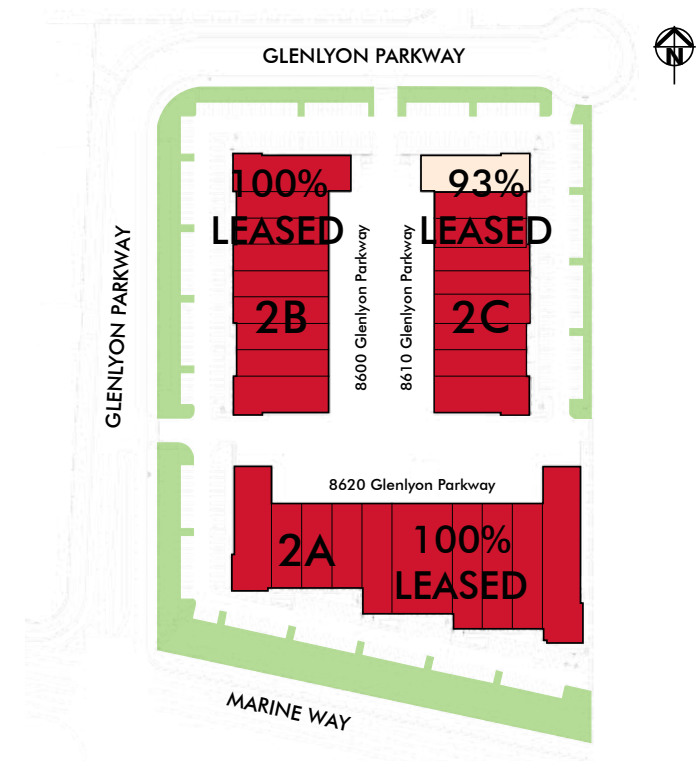 GLENLYON PARKWAY
N
100%
LEASED
93%
LEASED
GLENLYON PARKWAY
8600 Glenlyon Parkway
8610 Glenlyon Parkway
2B
2C
8620 Glenlyon Parkway
2A
100%
LEASED
MARINE WAY